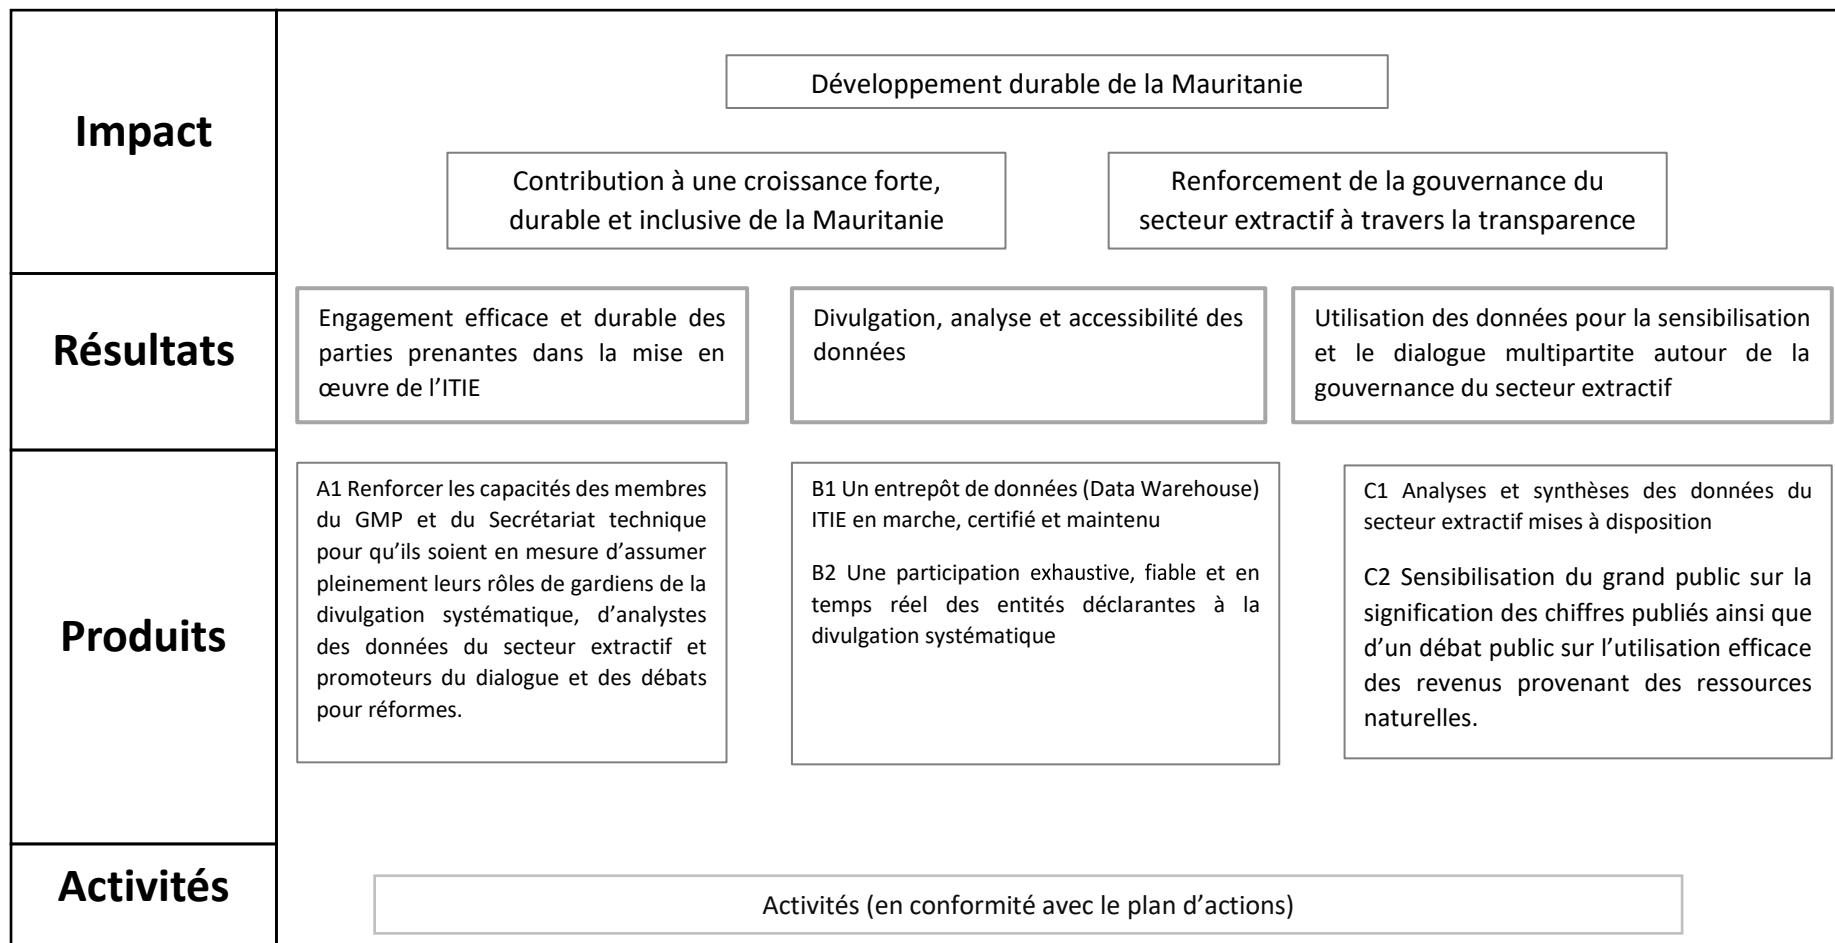 Impact
Développement durable de la Mauritanie
Contribution à une croissance forte,
durable et inclusive de la Mauritanie
Renforcement de la gouvernance du
secteur extractif à travers la transparence
Résultats
Engagement efficace et durable des
parties prenantes dans la mise en
œuvre de l’ITIE
Divulgation, analyse et accessibilité des
données
Utilisation des données pour la sensibilisation
et le dialogue multipartite autour de la
gouvernance du secteur extractif
Produits
A1 Renforcer les capacités des membres
du GMP et du Secrétariat technique
pour qu’ils soient en mesure d’assumer
pleinement leurs rôles de gardiens de la
divulgation systématique, d’analystes
des données du secteur extractif et
promoteurs du dialogue et des débats
pour réformes.
B1 Un entrepôt de données (Data Warehouse)
ITIE en marche, certifié et maintenu
B2 Une participation exhaustive, fiable et en
temps réel des entités déclarantes à la
divulgation systématique
C1 Analyses et synthèses des données du
secteur extractif mises à disposition
C2 Sensibilisation du grand public sur la
signification des chiffres publiés ainsi que
d’un débat public sur l’utilisation efficace
des revenus provenant des ressources
naturelles.
Activités
Activités (en conformité avec le plan d’actions)